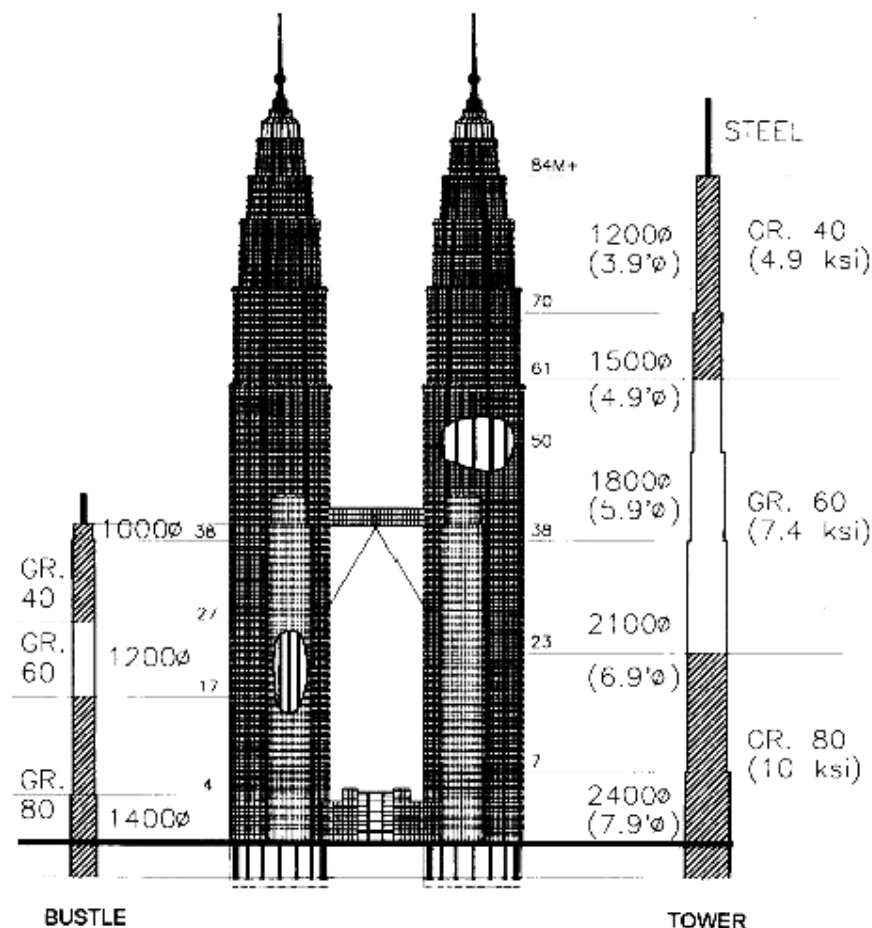 STEEL
84M+
1200ø
(3.9'ø)
GR. 40
(4.9 ksi)
70
61
1500ø
(4.9'ø)
50
1800ø
(5.9'ø)
GR. 60
(7.4 ksi)
1000ø
38
38
GR.
40
27
GR.
60
1200ø
17
2100ø
23
(6.9'ø)
GR. 80
(10 ksi)
7
4
GR.
80
1400ø
2400ø
(7.9'ø)
BUSTLE
TOWER